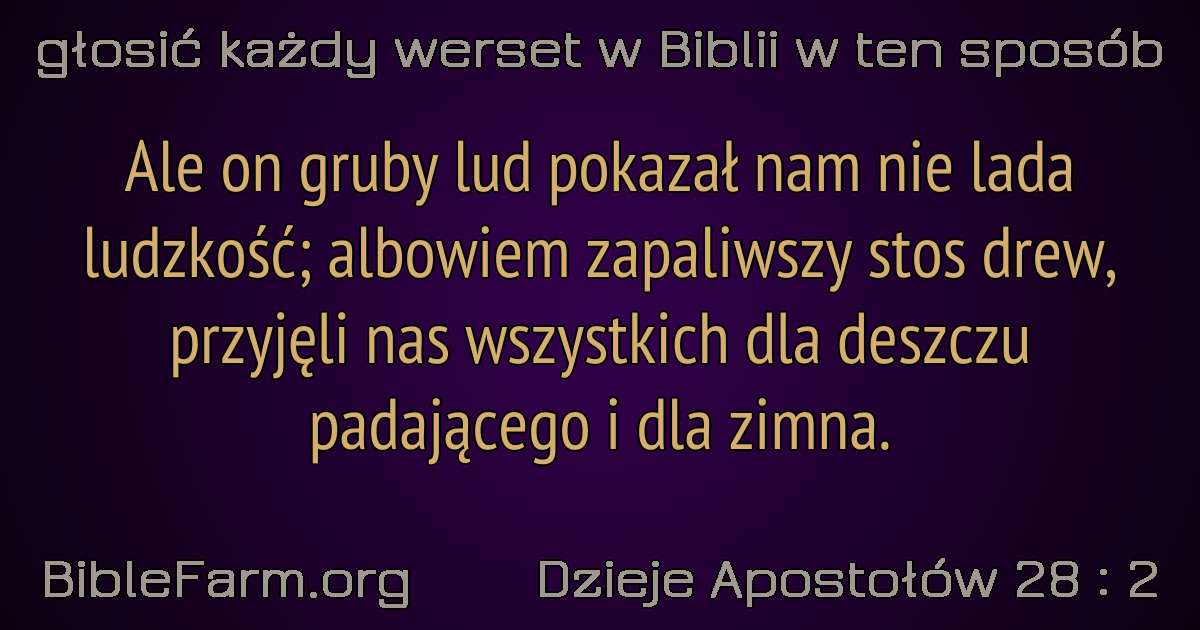 głosić każdy werset w Biblii w ten sposób
Ale on gruby lud pokazał nam nie lada
ludzkość; albowiem zapaliwszy stos drew,
przyjęli nas wszystkich dla deszczu
padającego i dla zimna.
BibleFarm.org
Dzieje Apostołów 28 : 2